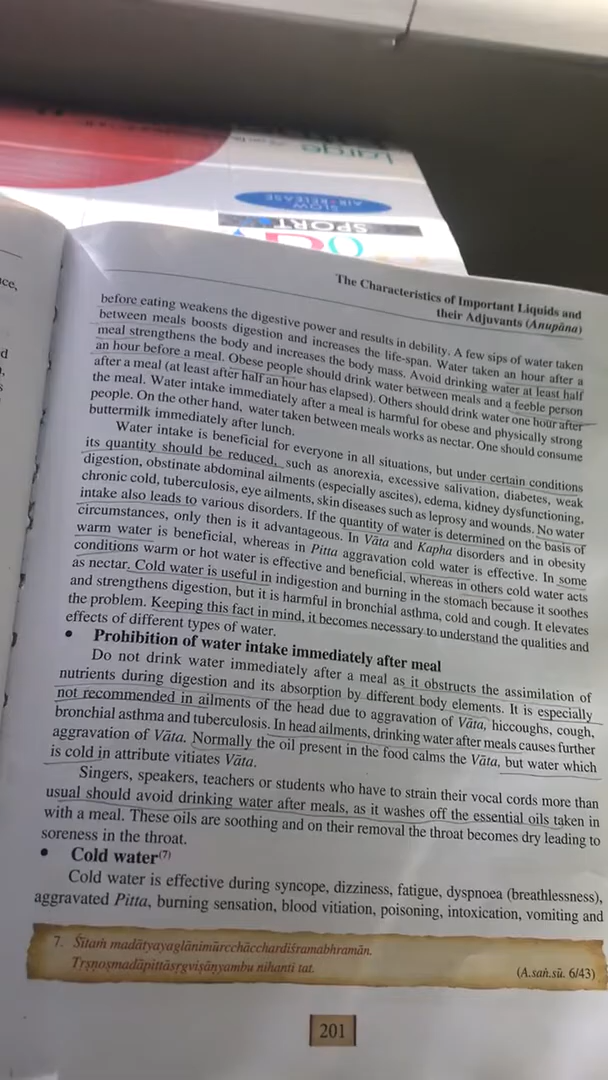 Large
SLOW
AIR-RELEASE
SPORT
ce,
d
The Characteristics of Important Liquids and
their Adjuvants (Anupāna)
before eating weakens the digestive power and results in debility. A few sips of water taken
between meals boosts digestion and increases the life-span. Water taken an hour after a
meal strengthens the body and increases the body mass. Avoid drinking water at least half
an hour before a meal. Obese people should drink water between meals and a feeble person
after a meal (at least after half an hour has elapsed). Others should drink water one hour after
the meal. Water intake immediately after a meal is harmful for obese and physically strong
people. On the other hand, water taken between meals works as nectar. One should consume
buttermilk immediately after lunch.
Water intake is beneficial for everyone in all situations, but under certain conditions
its quantity should be reduced, such as anorexia, excessive salivation, diabetes, weak
digestion, obstinate abdominal ailments (especially ascites), edema, kidney dysfunctioning,
chronic cold, tuberculosis, eye ailments, skin diseases such as leprosy and wounds. No water
intake also leads to various disorders. If the quantity of water is determined on the basis of
circumstances, only then is it advantageous. In Vāta and Kapha disorders and in obesity
warm water is beneficial, whereas in Pitta aggravation cold water is effective. In some
conditions warm or hot water is effective and beneficial, whereas in others cold water acts
as nectar. Cold water is useful in indigestion and burning in the stomach because it soothes
and strengthens digestion, but it is harmful in bronchial asthma, cold and cough. It elevates
the problem. Keeping this fact in mind, it becomes necessary to understand the qualities and
effects of different types of water.
• Prohibition of water intake immediately after meal
Do not drink water immediately after a meal as it obstructs the assimilation of
nutrients during digestion and its absorption by different body elements. It is especially
not recommended in ailments of the head due to aggravation of Vāta, hiccoughs, cough,
bronchial asthma and tuberculosis. In head ailments, drinking water after meals causes further
aggravation of Vāta. Normally the oil present in the food calms the Vāta, but water which
is cold in attribute vitiates Vāta.
Singers, speakers, teachers or students who have to strain their vocal cords more than
usual should avoid drinking water after meals, as it washes off the essential oils taken in
with a meal. These oils are soothing and on their removal the throat becomes dry leading to
soreness in the throat.
• Cold water(7)
Cold water is effective during syncope, dizziness, fatigue, dyspnoea (breathlessness),
aggravated Pitta, burning sensation, blood vitiation, poisoning, intoxication, vomiting and
7. Śītaṁ madātyayaglānimūrcchācchardiśramabhramān.
Tṛṣṇoṣmadāpittāsṛgviṣāṇyambu nihanti tat.
(A.saṅ.sū. 6/43)
201